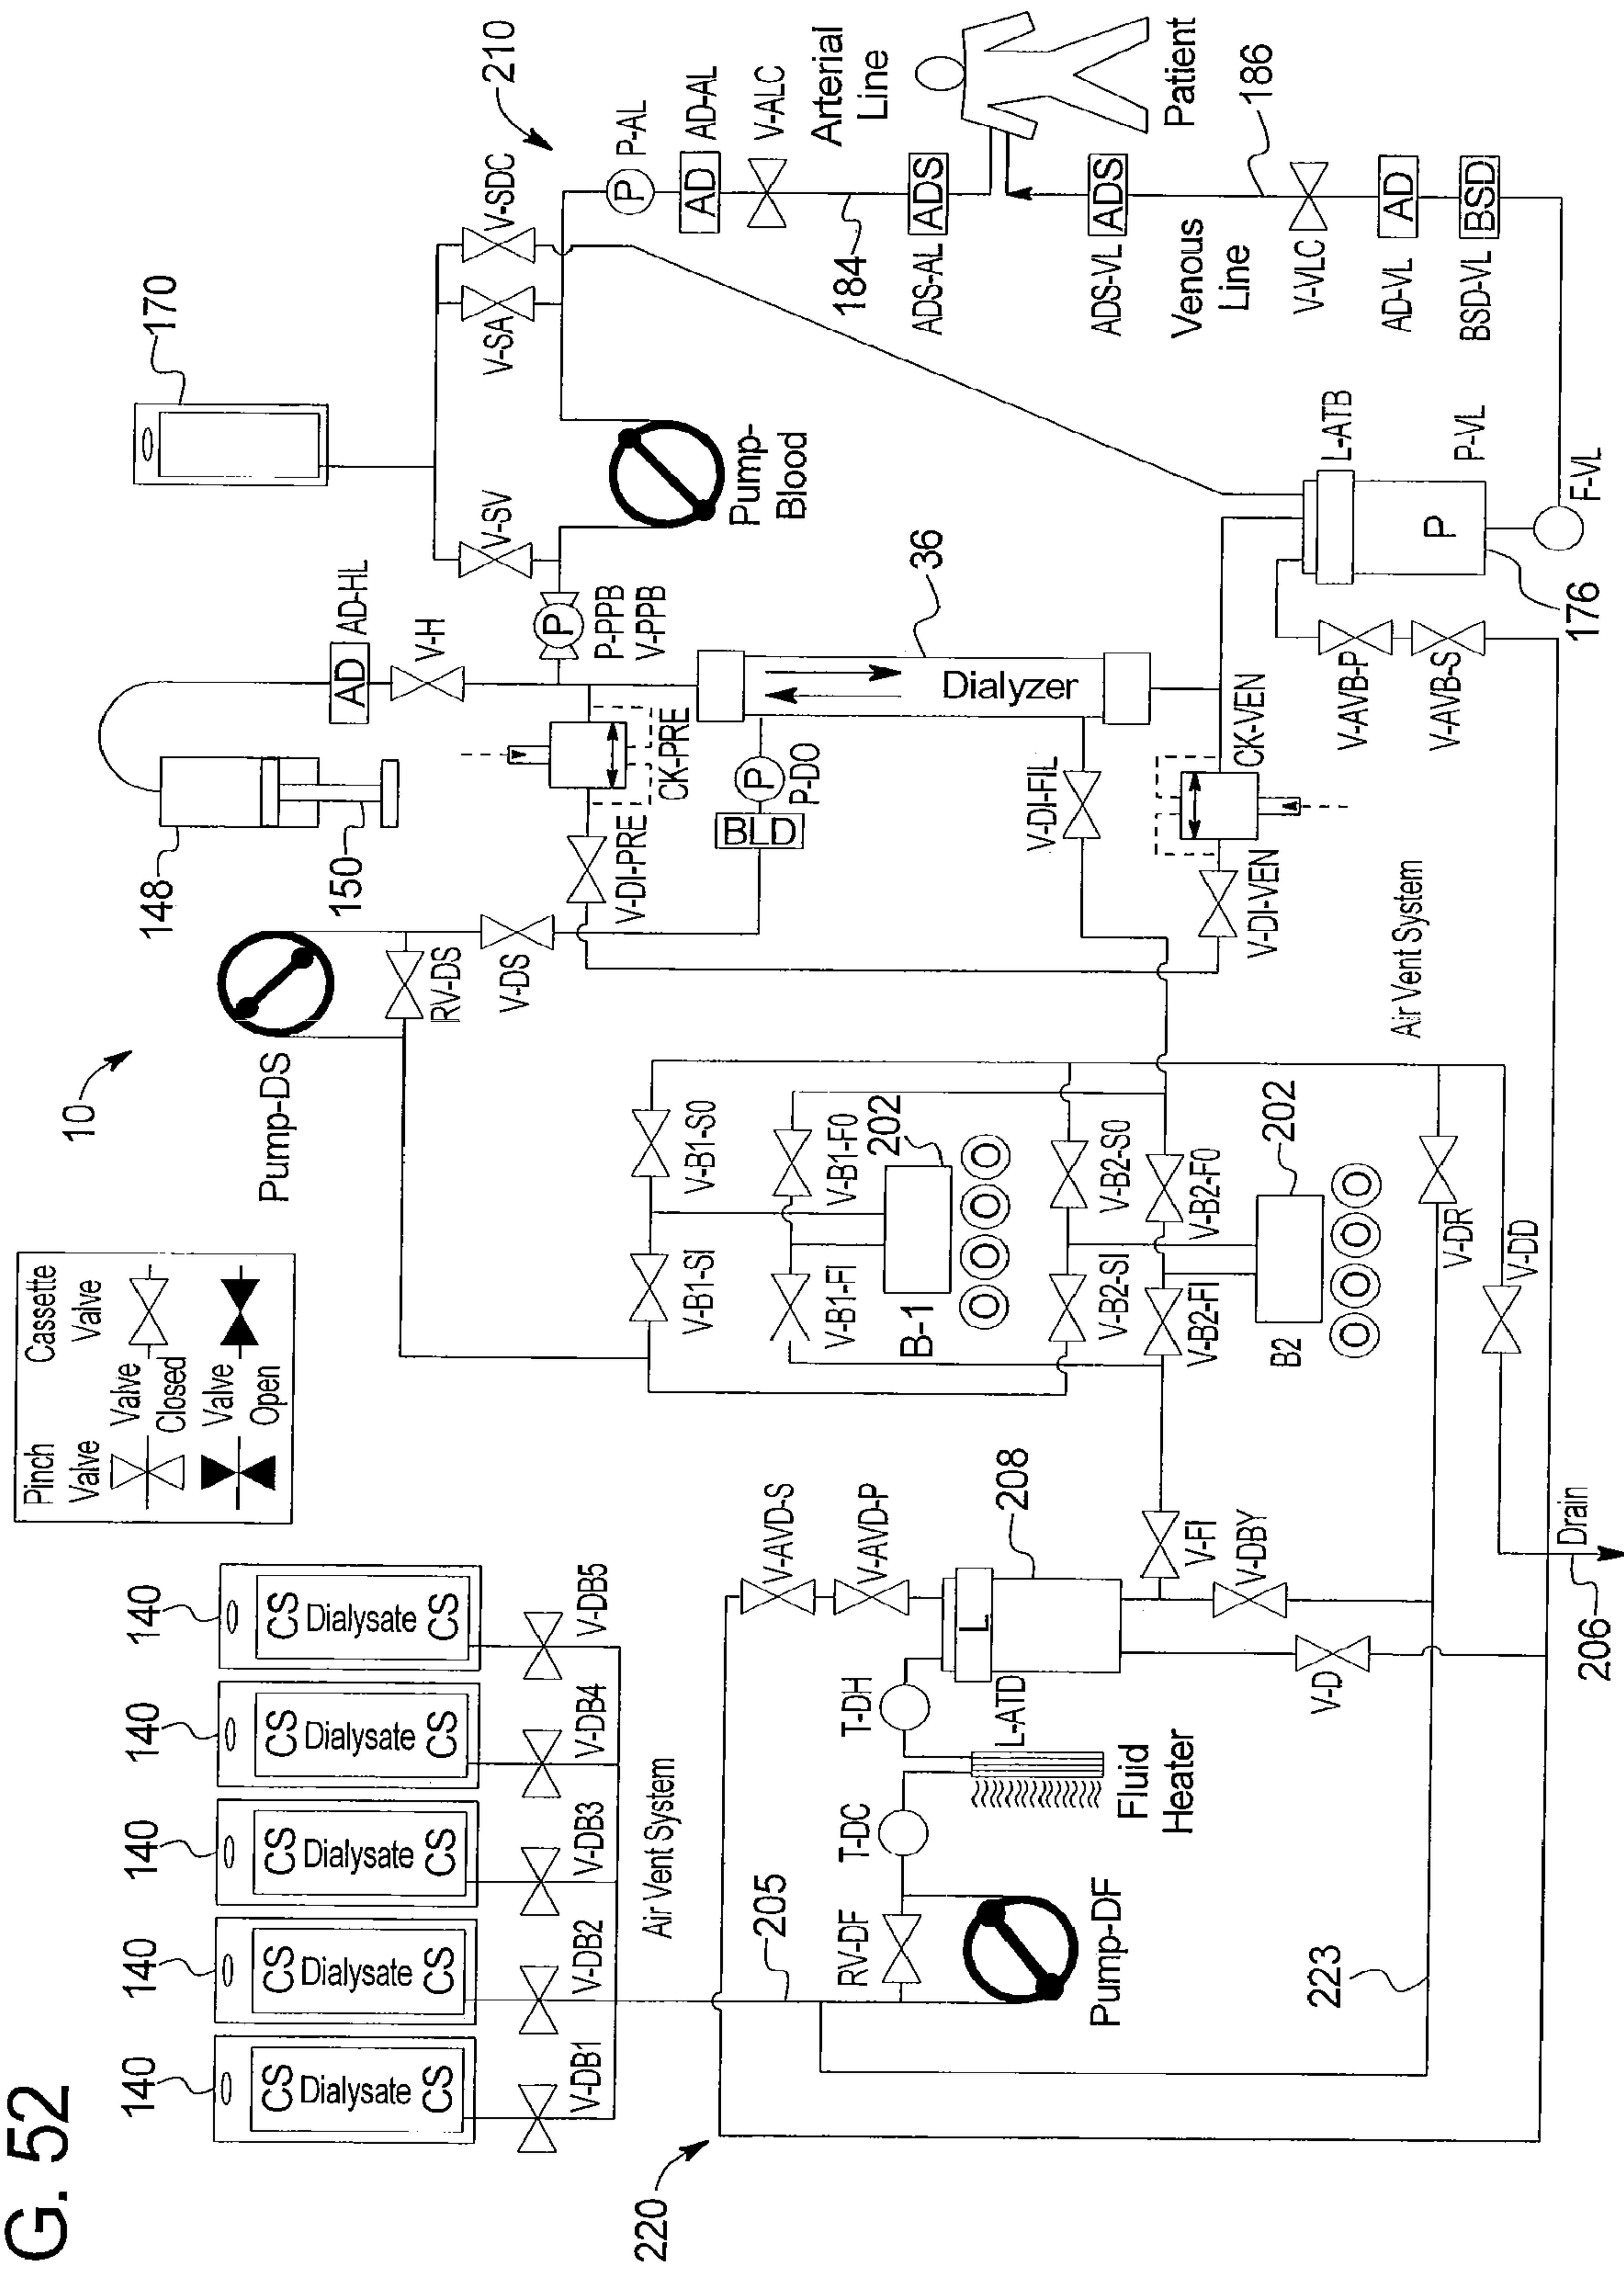 G. 52
Pinch Valve
Cassette Valve
Valve Closed
Valve Open
10
140
140
140
140
140
CS
Dialysate
CS
CS
Dialysate
CS
CS
Dialysate
CS
CS
Dialysate
CS
CS
Dialysate
CS
V-DB1
V-DB2
V-DB3
V-DB4
V-DB5
Air Vent System
205
220
RV-DF
Pump-DF
T-DC
T-DH
Fluid
Heater
L-ATD
L
208
V-AVD-S
V-AVD-P
V-FI
V-DBY
V-D
223
206
Drain
Pump-DS
RV-DS
V-DS
V-B1-SI
V-B1-S0
V-B1-FI
V-B1-F0
B-1
202
V-B2-SI
V-B2-S0
V-B2-FI
V-B2-F0
B2
202
V-DR
V-DD
148
150
AD
AD-HL
V-H
170
V-SV
V-SA
V-SDC
210
P
P-AL
AD
AD-AL
V-ALC
Arterial
Line
184
ADS
ADS-AL
Patient
ADS
ADS-VL
Venous
Line
186
V-VLC
AD
AD-VL
BSD
BSD-VL
Pump-
Blood
P
P-PPB
V-PPB
CK-PRE
V-DI-PRE
BLD
P
P-DO
36
Dialyzer
V-DI-FIL
CK-VEN
V-DI-VEN
Air Vent System
V-AVB-P
V-AVB-S
L-ATB
P
P-VL
176
F-VL